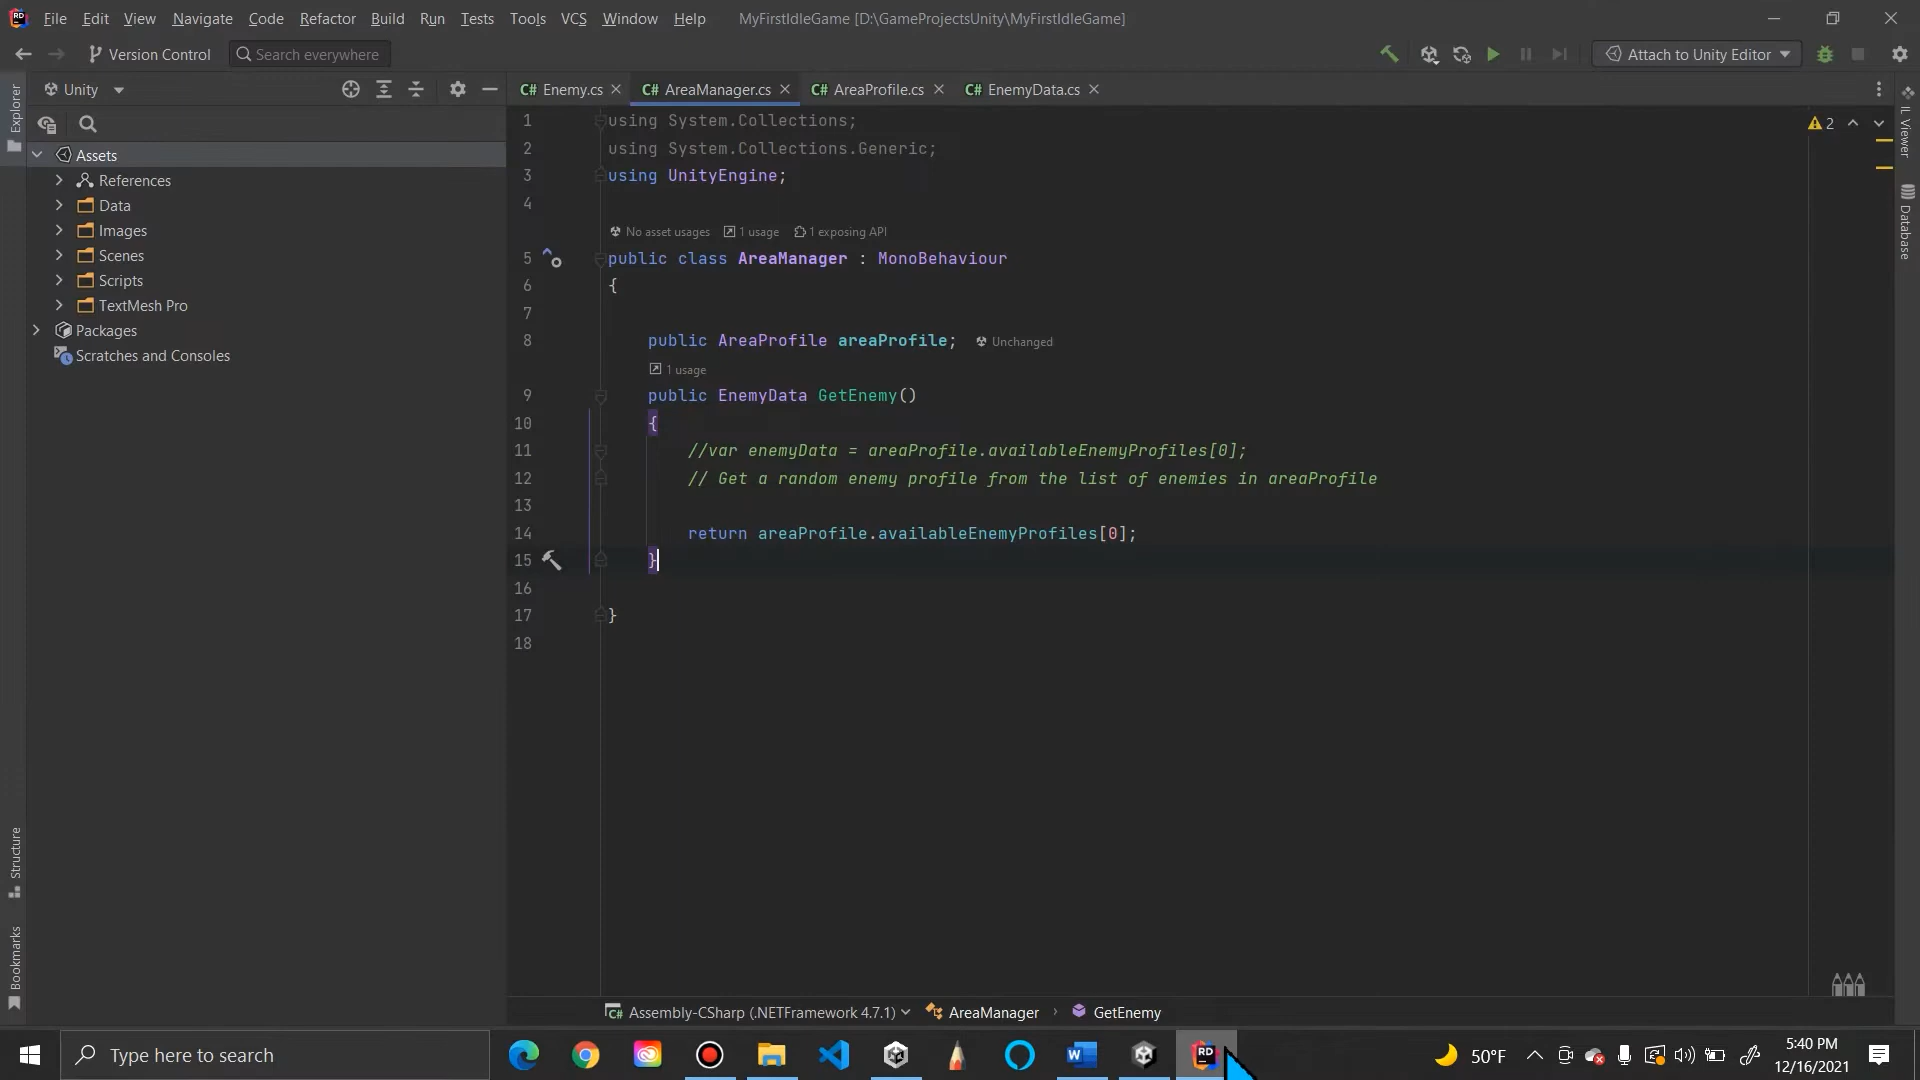 File Edit View Navigate Code Refactor Build Run Tests Tools VCS Window Help MyFirstIdleGame [D:\GameProjectsUnity\MyFirstIdleGame]
Version Control Search everywhere Attach to Unity Editor
Unity C# Enemy.cs C# AreaManager.cs C# AreaProfile.cs C# EnemyData.cs
Explorer
Assets
References
Data
Images
Scenes
Scripts
TextMesh Pro
Packages
Scratches and Consoles
Structure
Bookmarks
1 using System.Collections;
2 using System.Collections.Generic;
3 using UnityEngine;
4
No asset usages 1 usage 1 exposing API
5 public class AreaManager : MonoBehaviour
6 {
7
8 public AreaProfile areaProfile; Unchanged
1 usage
9 public EnemyData GetEnemy()
10 {
11 //var enemyData = areaProfile.availableEnemyProfiles[0];
12 // Get a random enemy profile from the list of enemies in areaProfile
13
14 return areaProfile.availableEnemyProfiles[0];
15 }
16
17 }
18
2
IL Viewer
Database
Assembly-CSharp (.NETFramework 4.7.1) AreaManager GetEnemy
Type here to search
RD
50°F
5:40 PM
12/16/2021